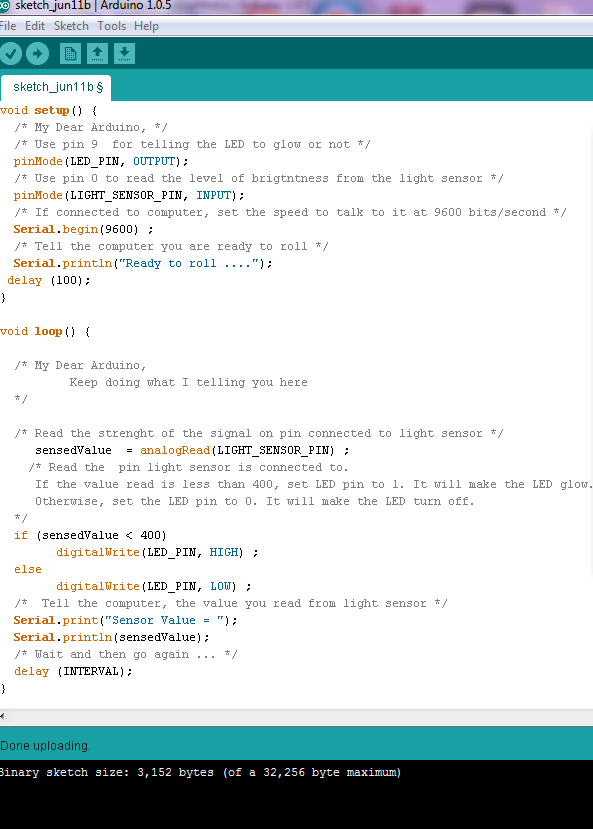 sketch_jun11b | Arduino 1.0.5
File Edit Sketch Tools Help
sketch_jun11b §
void setup() {
/* My Dear Arduino, */
/* Use pin 9  for telling the LED to glow or not */
pinMode(LED_PIN, OUTPUT);
/* Use pin 0 to read the level of brigtntness from the light sensor */
pinMode(LIGHT_SENSOR_PIN, INPUT);
/* If connected to computer, set the speed to talk to it at 9600 bits/second */
Serial.begin(9600) ;
/* Tell the computer you are ready to roll */
Serial.println("Ready to roll ....");
delay (100);
}
void loop() {
/* My Dear Arduino,
Keep doing what I telling you here
*/
/* Read the strenght of the signal on pin connected to light sensor */
sensedValue  = analogRead(LIGHT_SENSOR_PIN) ;
/* Read the  pin light sensor is connected to.
If the value read is less than 400, set LED pin to 1. It will make the LED glow.
Otherwise, set the LED pin to 0. It will make the LED turn off.
*/
if (sensedValue < 400)
digitalWrite(LED_PIN, HIGH) ;
else
digitalWrite(LED_PIN, LOW) ;
/*  Tell the computer, the value you read from light sensor */
Serial.print("Sensor Value = ");
Serial.println(sensedValue);
/* Wait and then go again ... */
delay (INTERVAL);
}
Done uploading.
Binary sketch size: 3,152 bytes (of a 32,256 byte maximum)